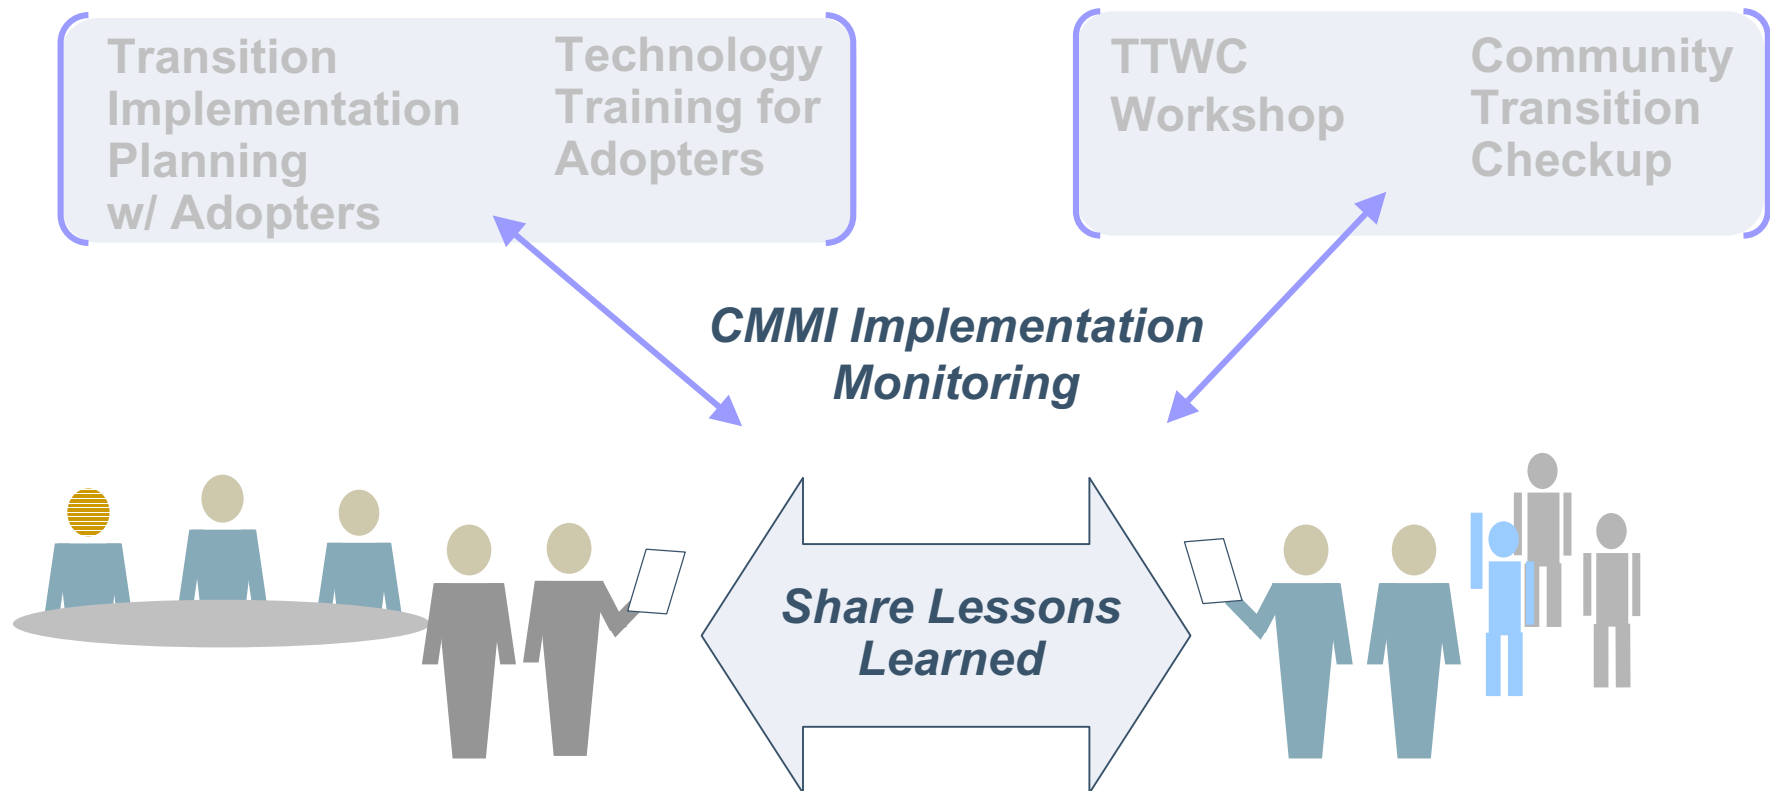 Transition
Implementation
Planning
w/ Adopters
Technology
Training for
Adopters
TTWC
Workshop
Community
Transition
Checkup
CMMI Implementation
Monitoring
Share Lessons
Learned